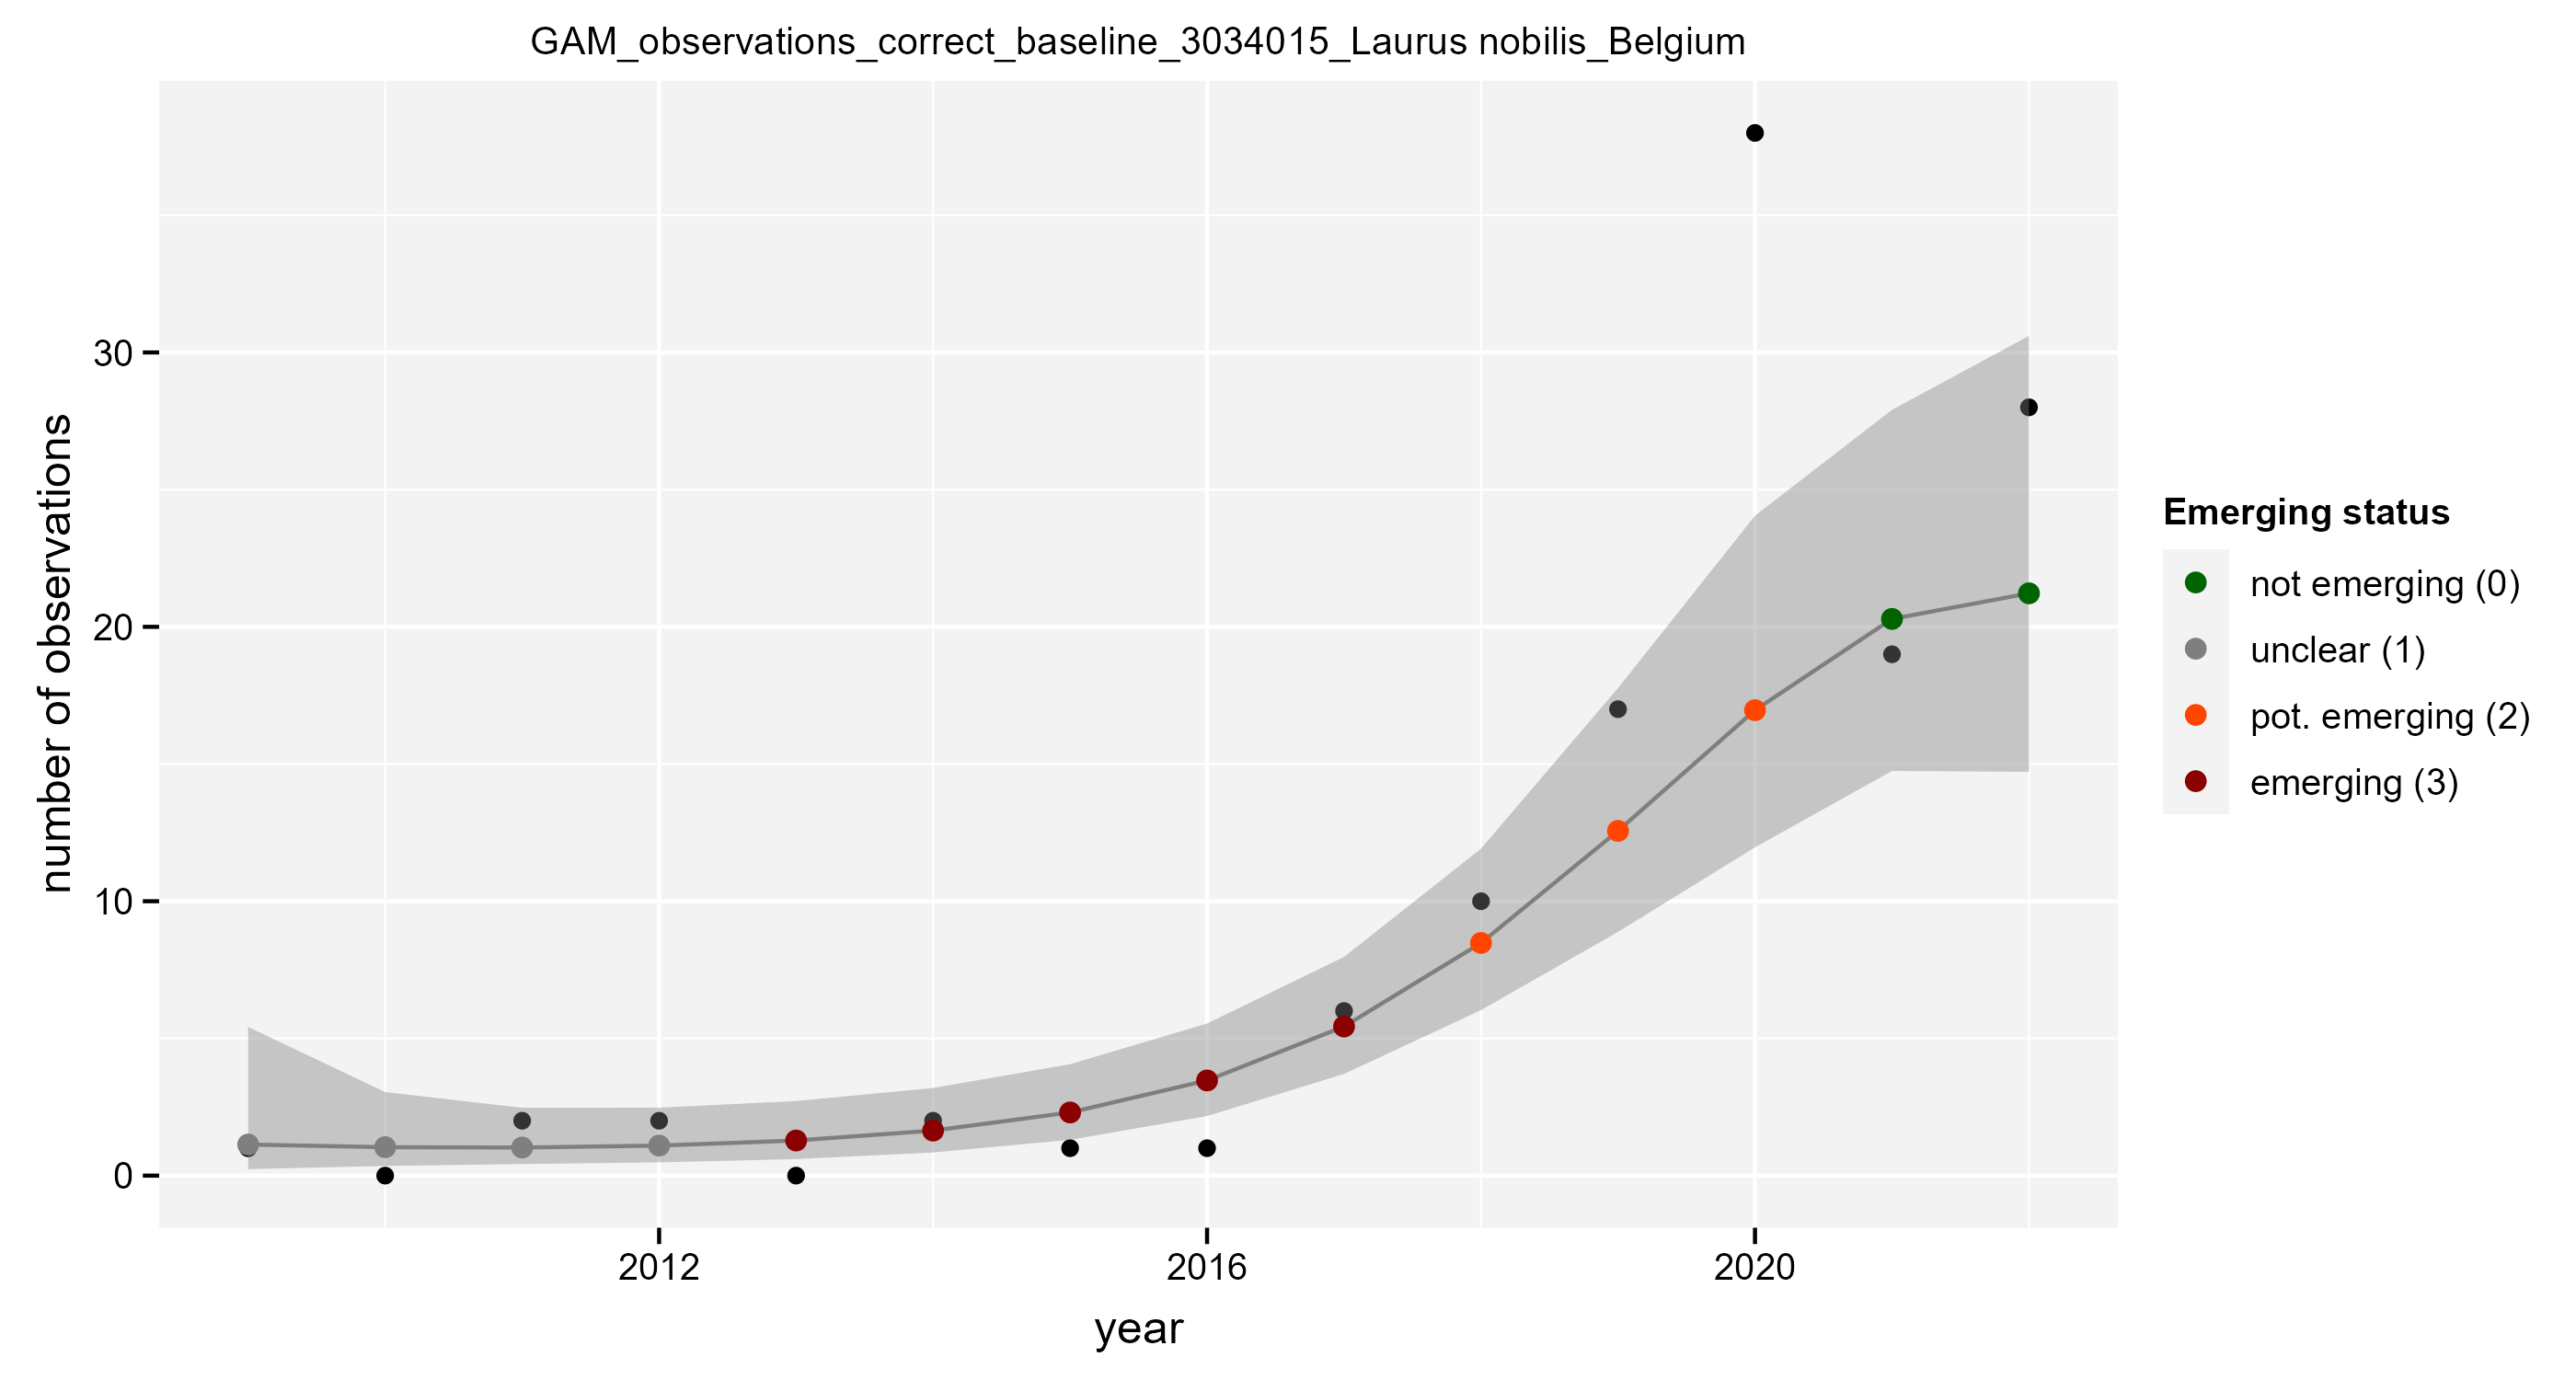 GAM_observations_correct_baseline_3034015_Laurus nobilis_Belgium
number of observations
30
20
10
0
2012
2016
2020
year
Emerging status
not emerging (0)
unclear (1)
pot. emerging (2)
emerging (3)